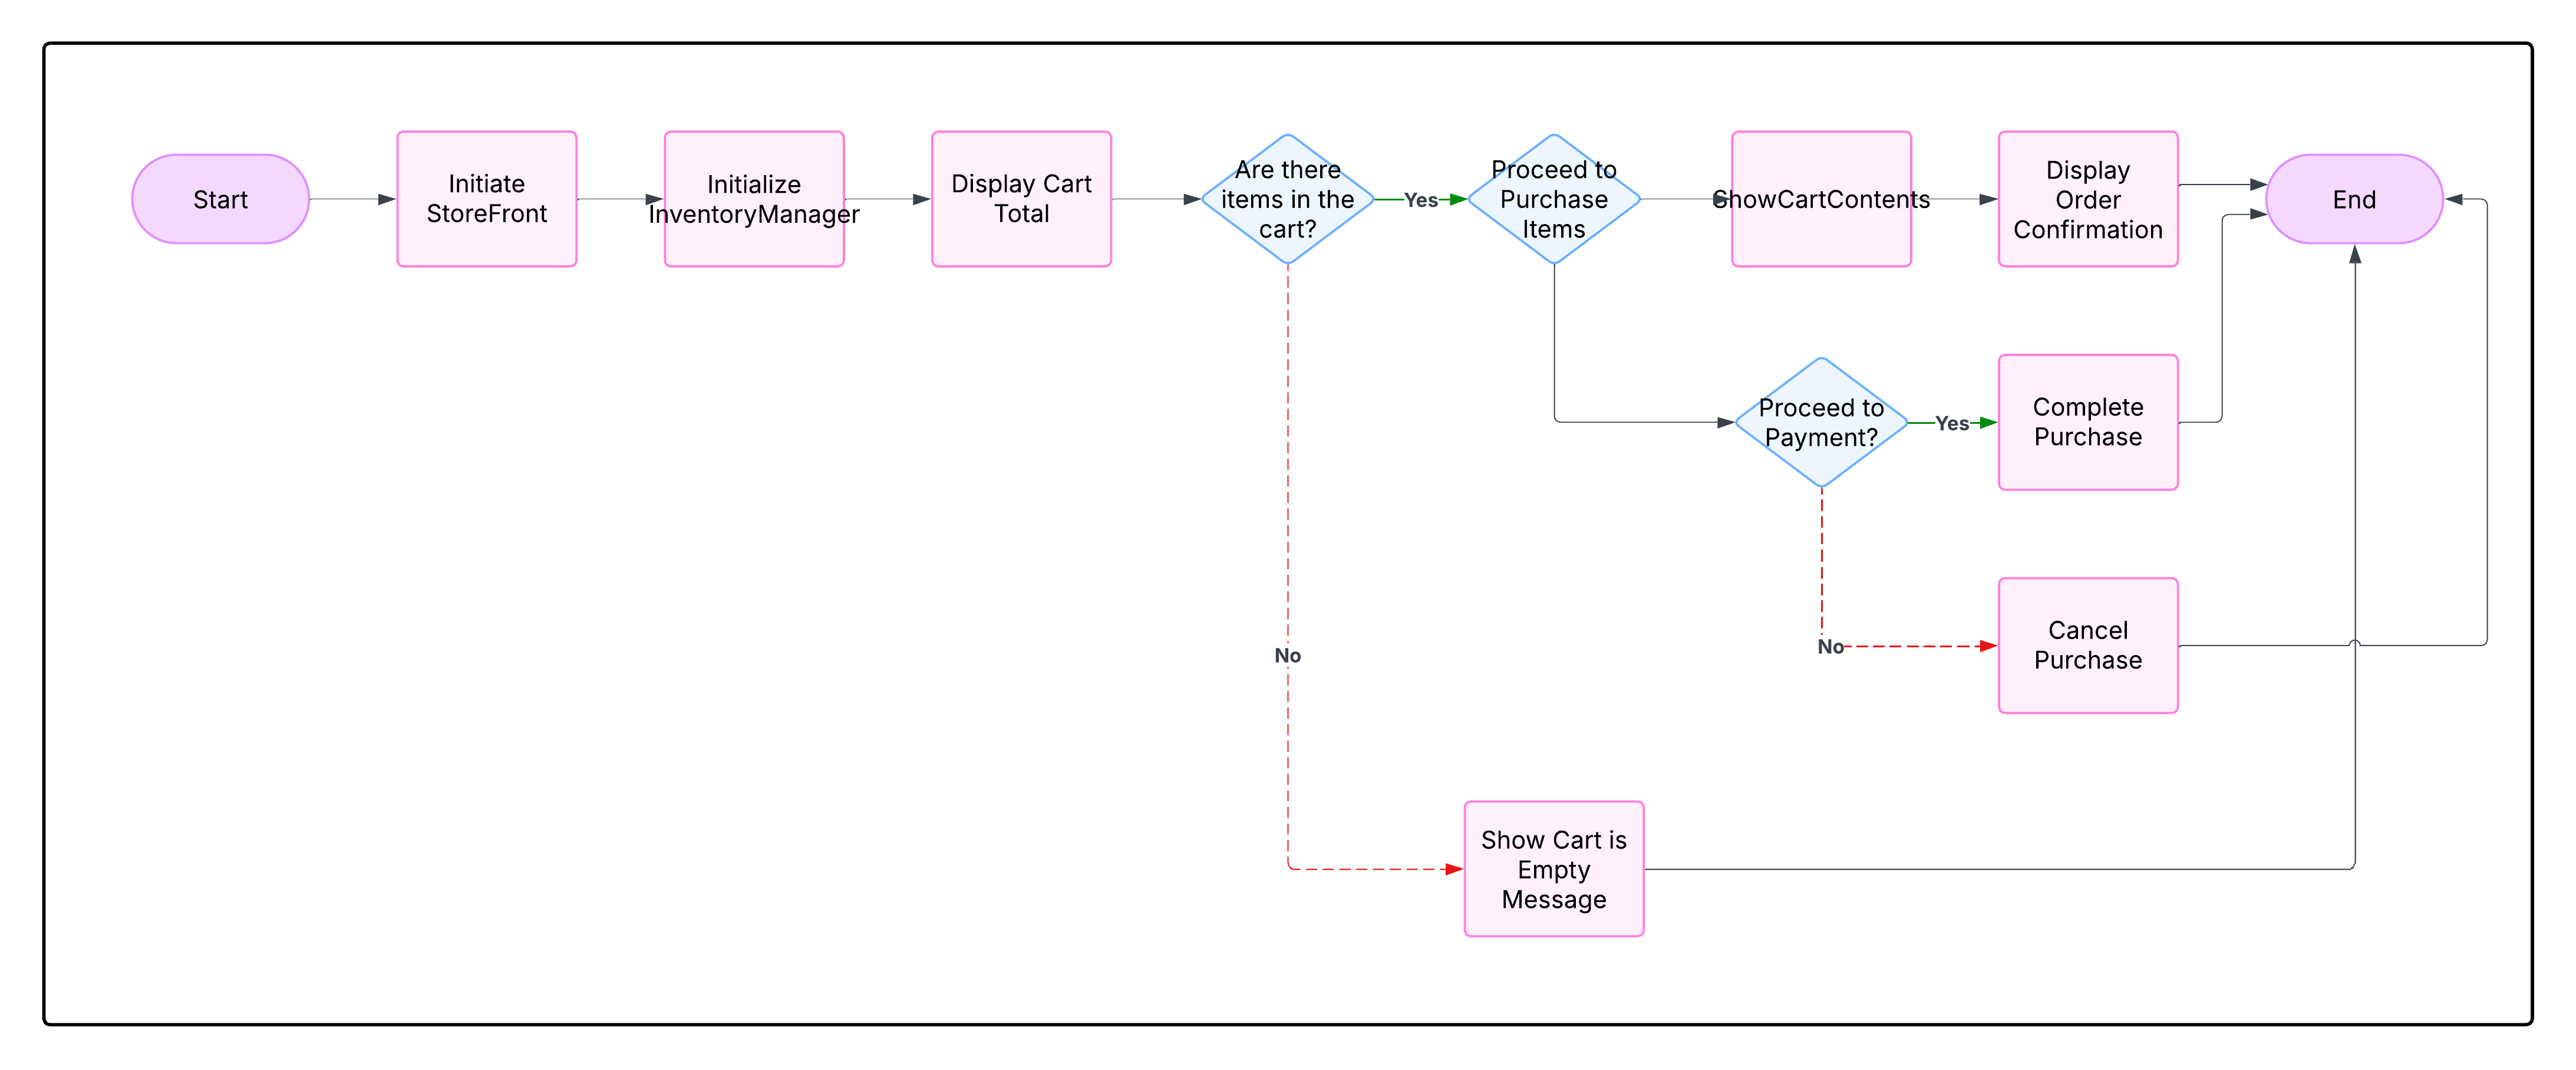 Start
Initiate
StoreFront
Initialize
InventoryManager
Display Cart
Total
Are there
items in the
cart?
Yes
Proceed to
Purchase
Items
ShowCartContents
Display
Order
Confirmation
End
Proceed to
Payment?
Yes
Complete
Purchase
No
Cancel
Purchase
No
Show Cart is
Empty
Message